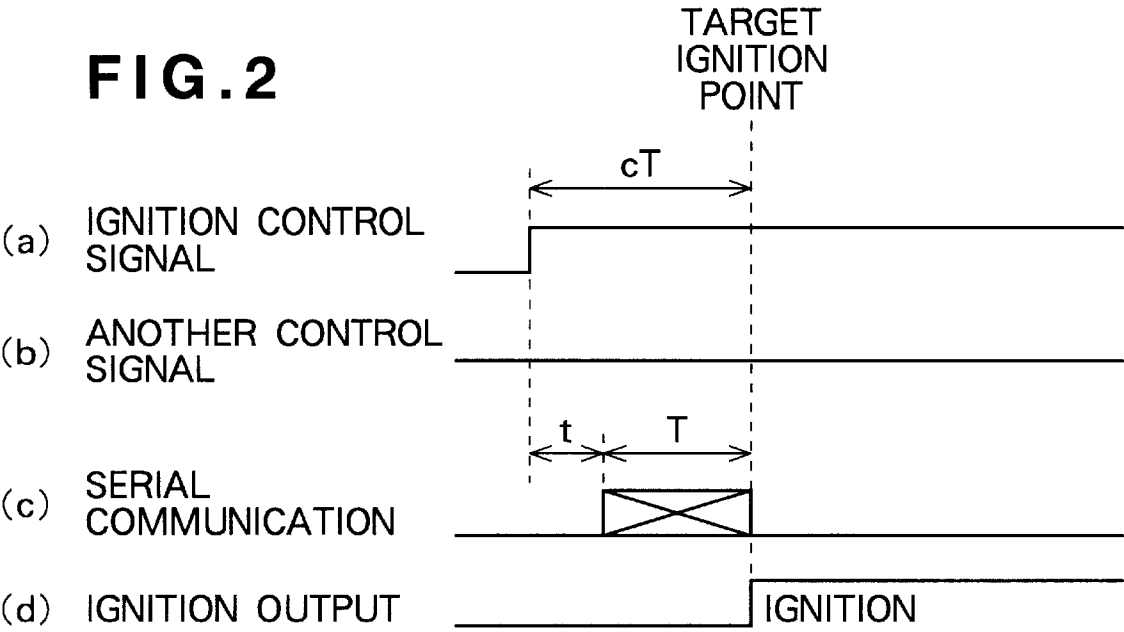 FIG.2
TARGET
IGNITION
POINT
cT
(a) IGNITION CONTROL
SIGNAL
(b) ANOTHER CONTROL
SIGNAL
t
T
(c) SERIAL
COMMUNICATION
(d) IGNITION OUTPUT
IGNITION